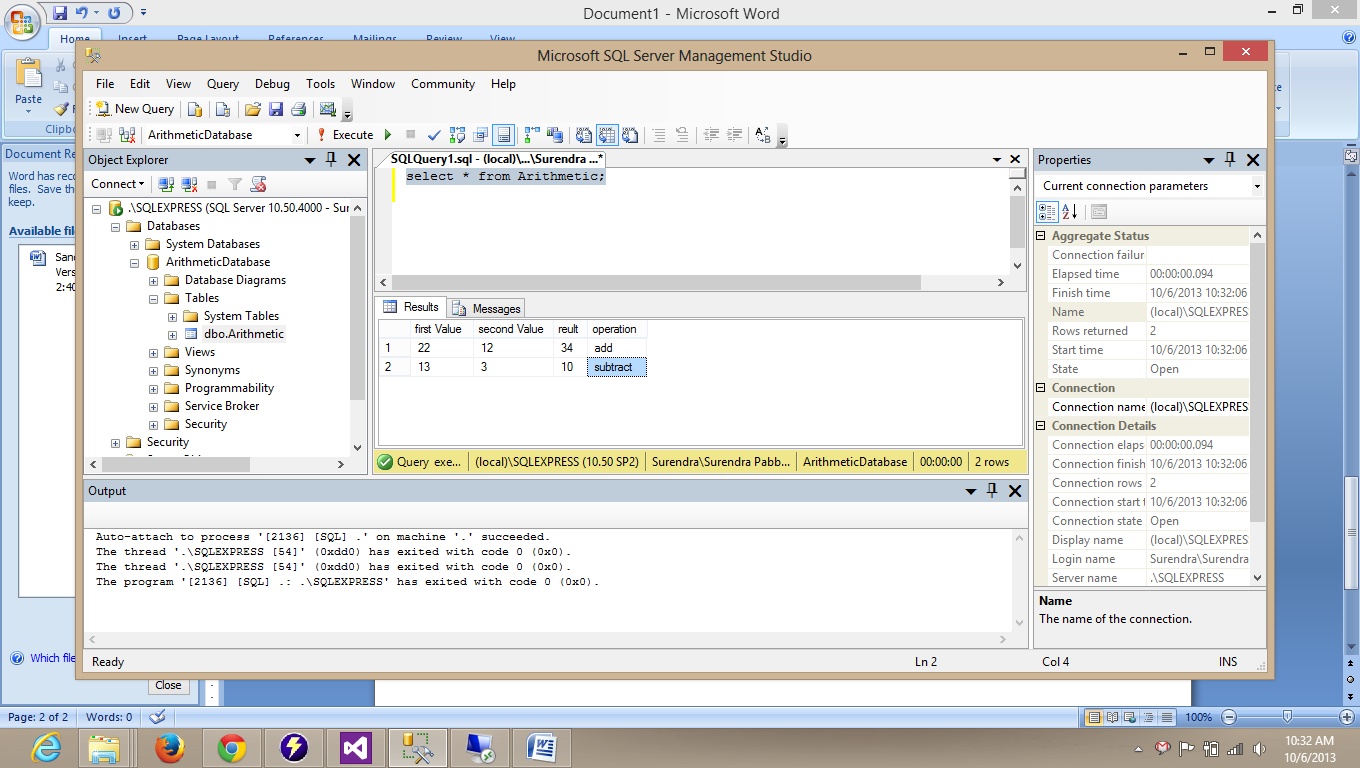 Document1 - Microsoft Word
Home Insert Page Layout References Mailings Review View
Paste
Document Re
Word has reco
files. Save the
keep.
Available file
San
Vers
2:40
Which file
Close
Microsoft SQL Server Management Studio
File Edit View Query Debug Tools Window Community Help
New Query
ArithmeticDatabase Execute
Object Explorer
Connect
.\SQLEXPRESS (SQL Server 10.50.4000 - Sur
Databases
System Databases
ArithmeticDatabase
Database Diagrams
Tables
System Tables
dbo.Arithmetic
Views
Synonyms
Programmability
Service Broker
Security
Security
SQLQuery1.sql - (local)\...\Surendra ...*
select * from Arithmetic;
Results Messages
first Value second Value reult operation
1 22 12 34 add
2 13 3 10 subtract
Query exe... (local)\SQLEXPRESS (10.50 SP2) Surendra\Surendra Pabb... ArithmeticDatabase 00:00:00 2 rows
Properties
Current connection parameters
Aggregate Status
Connection failur
Elapsed time 00:00:00.094
Finish time 10/6/2013 10:32:06
Name (local)\SQLEXPRESS
Rows returned 2
Start time 10/6/2013 10:32:06
State Open
Connection
Connection name (local)\SQLEXPRESS
Connection Details
Connection elaps 00:00:00.094
Connection finish 10/6/2013 10:32:06
Connection rows 2
Connection start t 10/6/2013 10:32:06
Connection state Open
Display name (local)\SQLEXPRESS
Login name Surendra\Surendra
Server name .\SQLEXPRESS
Name
The name of the connection.
Output
Auto-attach to process '[2136] [SQL] .' on machine '.' succeeded.
The thread '.\SQLEXPRESS [54]' (0xdd0) has exited with code 0 (0x0).
The thread '.\SQLEXPRESS [54]' (0xdd0) has exited with code 0 (0x0).
The program '[2136] [SQL] .: .\SQLEXPRESS' has exited with code 0 (0x0).
Ready Ln 2 Col 4 INS
Page: 2 of 2 Words: 0 100%
10:32 AM
10/6/2013